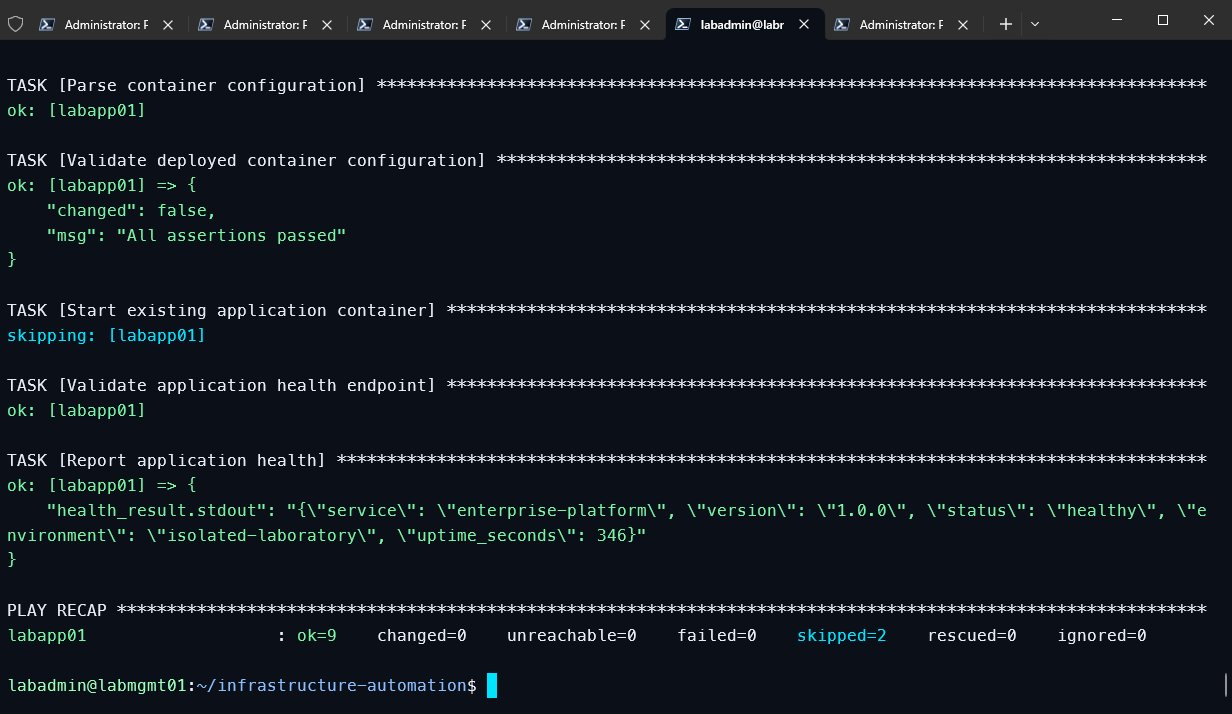 Administrator: F
Administrator: F
Administrator: F
Administrator: F
labadmin@labr
Administrator: F
TASK [Parse container configuration] ***********************************************************************************
ok: [labapp01]
TASK [Validate deployed container configuration] ***********************************************************************
ok: [labapp01] => {
    "changed": false,
    "msg": "All assertions passed"
}
TASK [Start existing application container] ****************************************************************************
skipping: [labapp01]
TASK [Validate application health endpoint] ****************************************************************************
ok: [labapp01]
TASK [Report application health] ***************************************************************************************
ok: [labapp01] => {
    "health_result.stdout": "{\"service\": \"enterprise-platform\", \"version\": \"1.0.0\", \"status\": \"healthy\", \"e
nvironment\": \"isolated-laboratory\", \"uptime_seconds\": 346}"
}
PLAY RECAP *************************************************************************************************************
labapp01                   : ok=9    changed=0    unreachable=0    failed=0    skipped=2    rescued=0    ignored=0
labadmin@labmgmt01:~/infrastructure-automation$